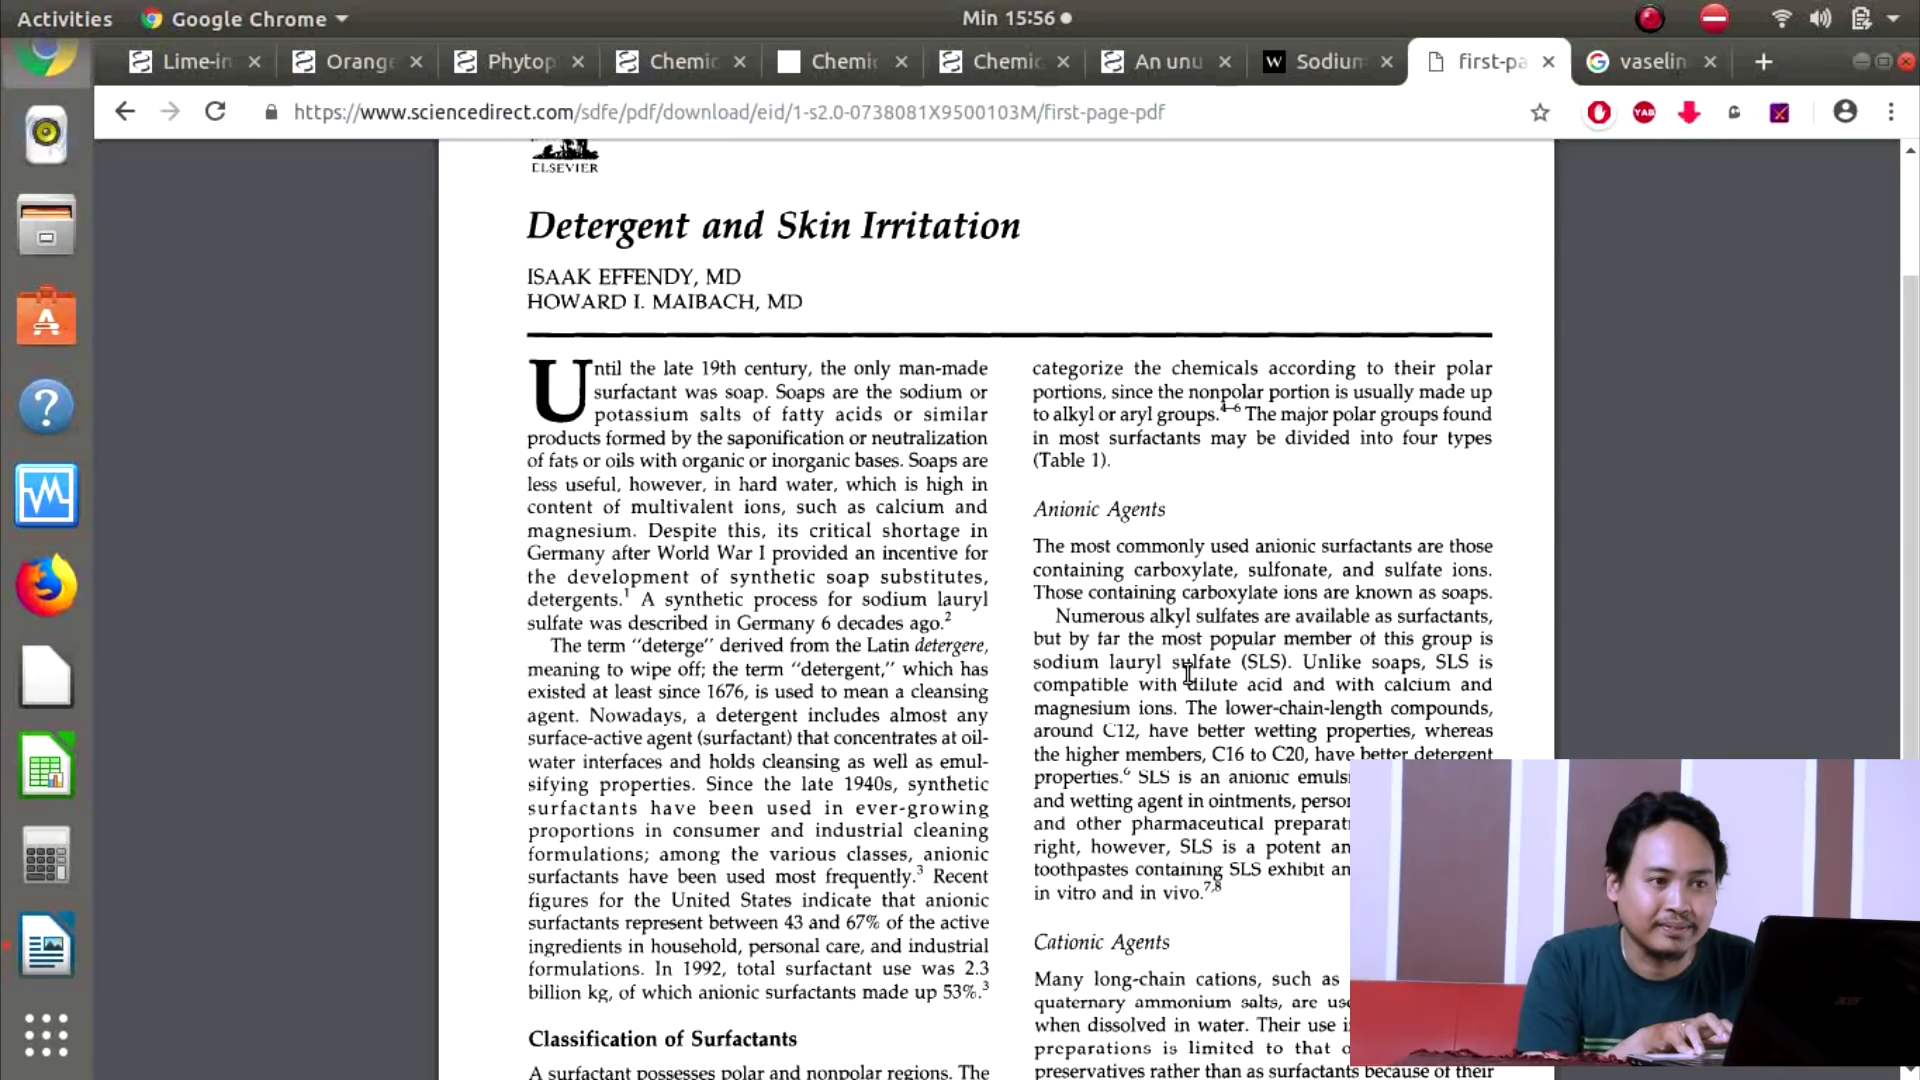 Activities
Google Chrome
Min 15:56
Lime-in
Orange
Phytop
Chemic
Chemic
Chemic
An unu
Sodium
first-pa
vaselin
https://www.sciencedirect.com/sdfe/pdf/download/eid/1-s2.0-0738081X9500103M/first-page-pdf
YAB
ELSEVIER
Detergent and Skin Irritation
ISAAK EFFENDY, MD
HOWARD I. MAIBACH, MD
Until the late 19th century, the only man-made
surfactant was soap. Soaps are the sodium or
potassium salts of fatty acids or similar
products formed by the saponification or neutralization
of fats or oils with organic or inorganic bases. Soaps are
less useful, however, in hard water, which is high in
content of multivalent ions, such as calcium and
magnesium. Despite this, its critical shortage in
Germany after World War I provided an incentive for
the development of synthetic soap substitutes,
detergents.1 A synthetic process for sodium lauryl
sulfate was described in Germany 6 decades ago.2
The term "deterge" derived from the Latin detergere,
meaning to wipe off; the term "detergent," which has
existed at least since 1676, is used to mean a cleansing
agent. Nowadays, a detergent includes almost any
surface-active agent (surfactant) that concentrates at oil-
water interfaces and holds cleansing as well as emul-
sifying properties. Since the late 1940s, synthetic
surfactants have been used in ever-growing
proportions in consumer and industrial cleaning
formulations; among the various classes, anionic
surfactants have been used most frequently.3 Recent
figures for the United States indicate that anionic
surfactants represent between 43 and 67% of the active
ingredients in household, personal care, and industrial
formulations. In 1992, total surfactant use was 2.3
billion kg, of which anionic surfactants made up 53%.3
Classification of Surfactants
A surfactant possesses polar and nonpolar regions. The
categorize the chemicals according to their polar
portions, since the nonpolar portion is usually made up
to alkyl or aryl groups.4–6 The major polar groups found
in most surfactants may be divided into four types
(Table 1).
Anionic Agents
The most commonly used anionic surfactants are those
containing carboxylate, sulfonate, and sulfate ions.
Those containing carboxylate ions are known as soaps.
Numerous alkyl sulfates are available as surfactants,
but by far the most popular member of this group is
sodium lauryl sulfate (SLS). Unlike soaps, SLS is
compatible with dilute acid and with calcium and
magnesium ions. The lower-chain-length compounds,
around C12, have better wetting properties, whereas
the higher members, C16 to C20, have better detergent
properties.6 SLS is an anionic emuls
and wetting agent in ointments, perso
and other pharmaceutical preparat
right, however, SLS is a potent an
toothpastes containing SLS exhibit an
in vitro and in vivo.7,8
Cationic Agents
Many long-chain cations, such as
quaternary ammonium salts, are us
when dissolved in water. Their use i
preparations is limited to that o
preservatives rather than as surfactants because of their
acer